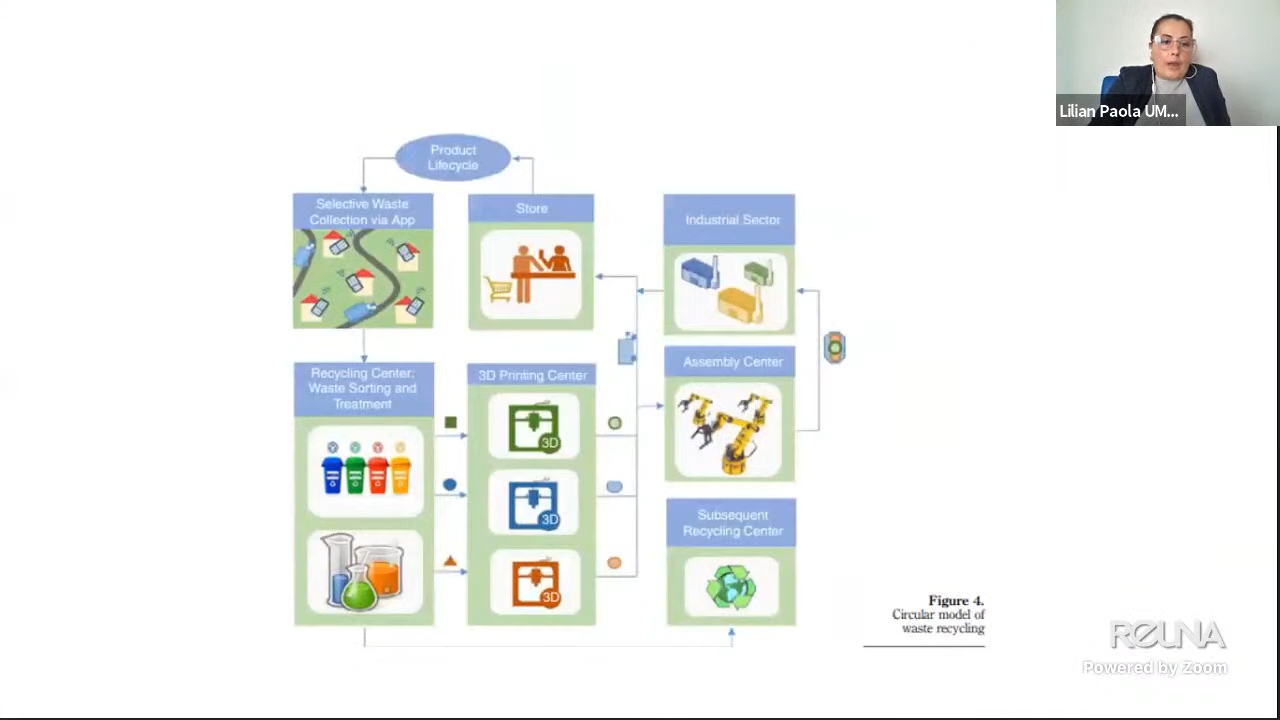 Lilian Paola UM...
Product
Lifecycle
Selective Waste
Collection via App
Store
Industrial Sector
Recycling Center:
Waste Sorting and
Treatment
3D Printing Center
Assembly Center
3D
3D
3D
Subsequent
Recycling Center
Figure 4.
Circular model of
waste recycling
REUNA
Powered by Zoom